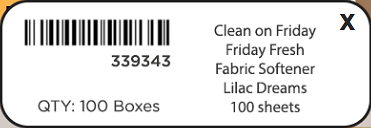 339343
QTY: 100 Boxes
Clean on Friday
Friday Fresh
Fabric Softener
Lilac Dreams
100 sheets
X